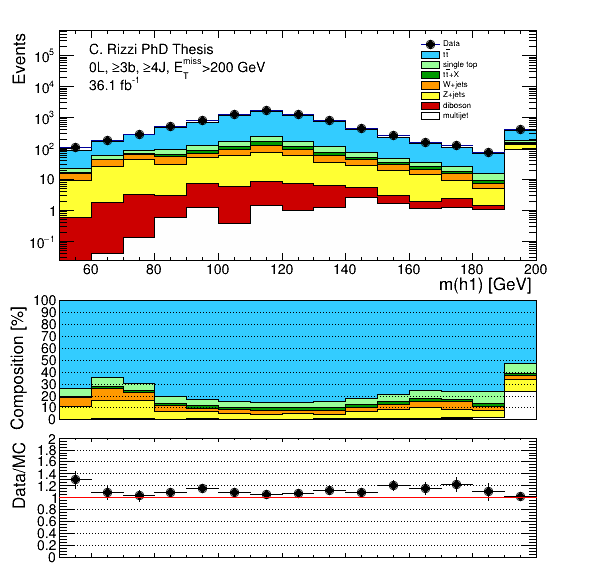 Events
10^5
10^4
10^3
10^2
10
1
10^-1
C. Rizzi PhD Thesis
0L, ≥3b, ≥4J, E_T^miss>200 GeV
36.1 fb^-1
Data
tt̄
single top
tt̄+X
W+jets
Z+jets
diboson
multijet
60 80 100 120 140 160 180 200
m(h1) [GeV]
Composition [%]
100
90
80
70
60
50
40
30
20
10
0
Data/MC
2
1.8
1.6
1.4
1.2
1
0.8
0.6
0.4
0.2
0